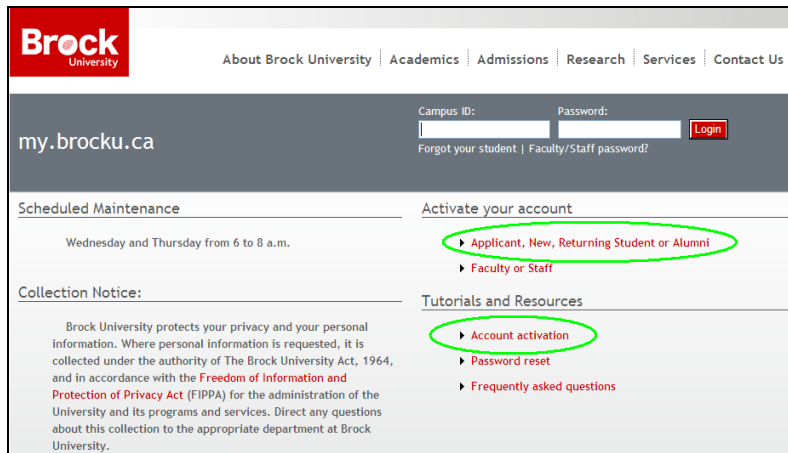 Brock
University
About Brock University Academics Admissions Research Services Contact Us
my.brocku.ca
Campus ID: Password:
Login
Forgot your student | Faculty/Staff password?
Scheduled Maintenance
Wednesday and Thursday from 6 to 8 a.m.
Collection Notice:
Brock University protects your privacy and your personal
information. Where personal information is requested, it is
collected under the authority of The Brock University Act, 1964,
and in accordance with the Freedom of Information and
Protection of Privacy Act (FIPPA) for the administration of the
University and its programs and services. Direct any questions
about this collection to the appropriate department at Brock
University.
Activate your account
Applicant, New, Returning Student or Alumni
Faculty or Staff
Tutorials and Resources
Account activation
Password reset
Frequently asked questions